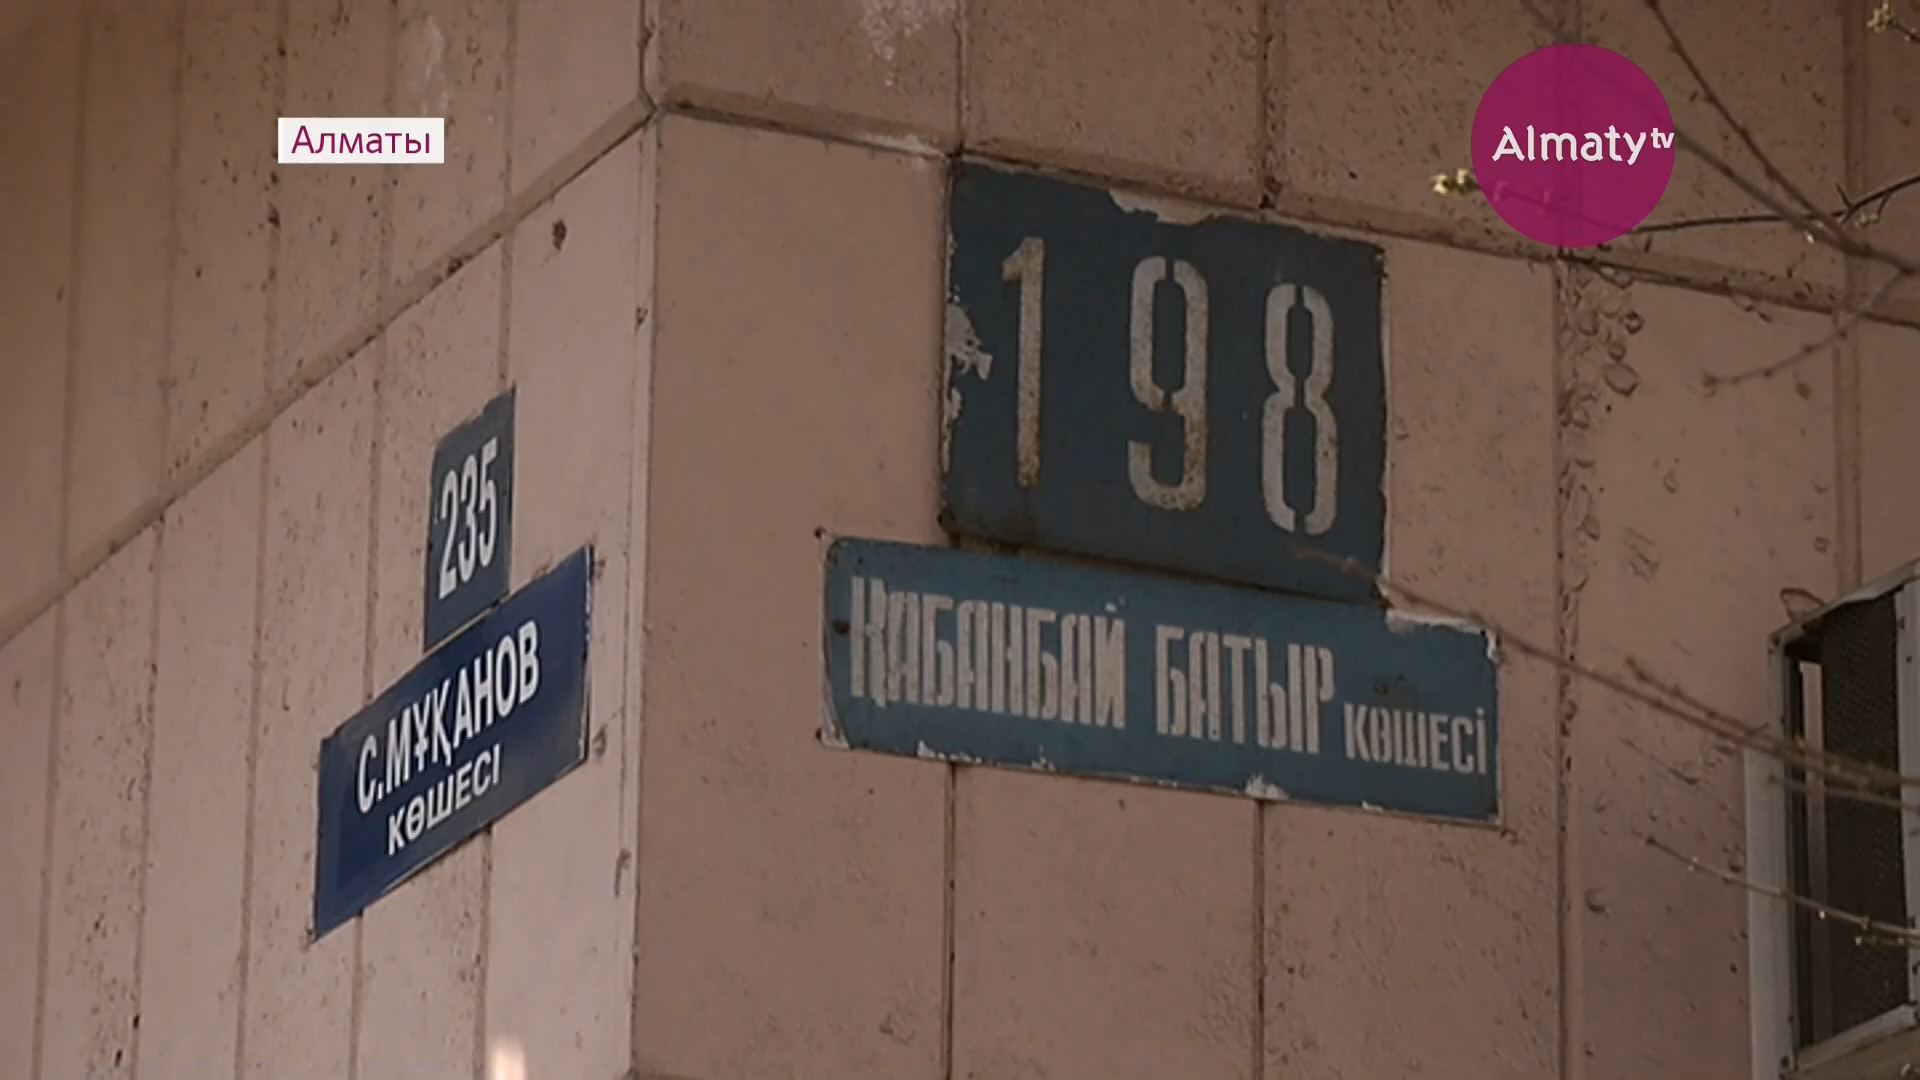 Алматы
Almaty tv
235
С.МҰҚАНОВ
КӨШЕСІ
198
ҚАБАНБАЙ БАТЫР КӨШЕСІ